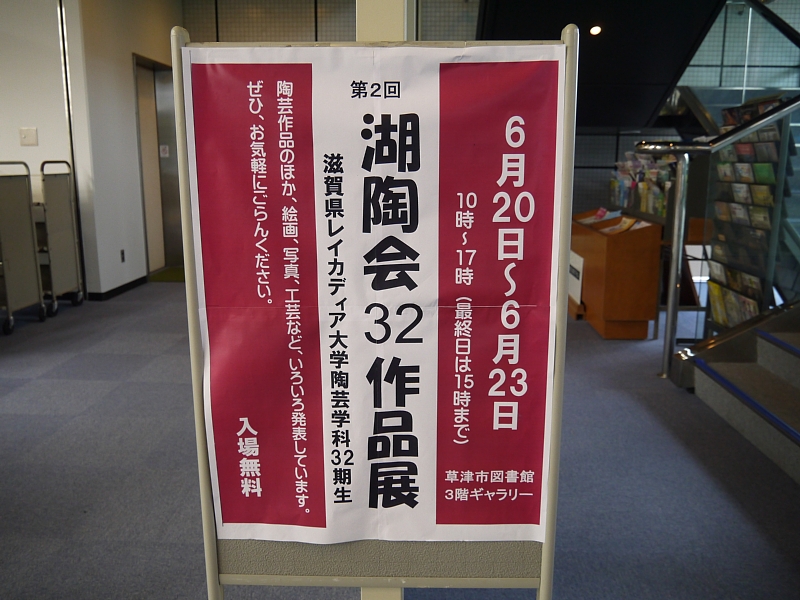 6月20日～6月23日
10時～17時（最終日は15時まで）
草津市図書館
3階ギャラリー
第2回
湖陶会32作品展
滋賀県レイカディア大学陶芸学科32期生
陶芸作品のほか、絵画、写真、工芸など、いろいろ発表しています。
ぜひ、お気軽にごらんください。
入場無料